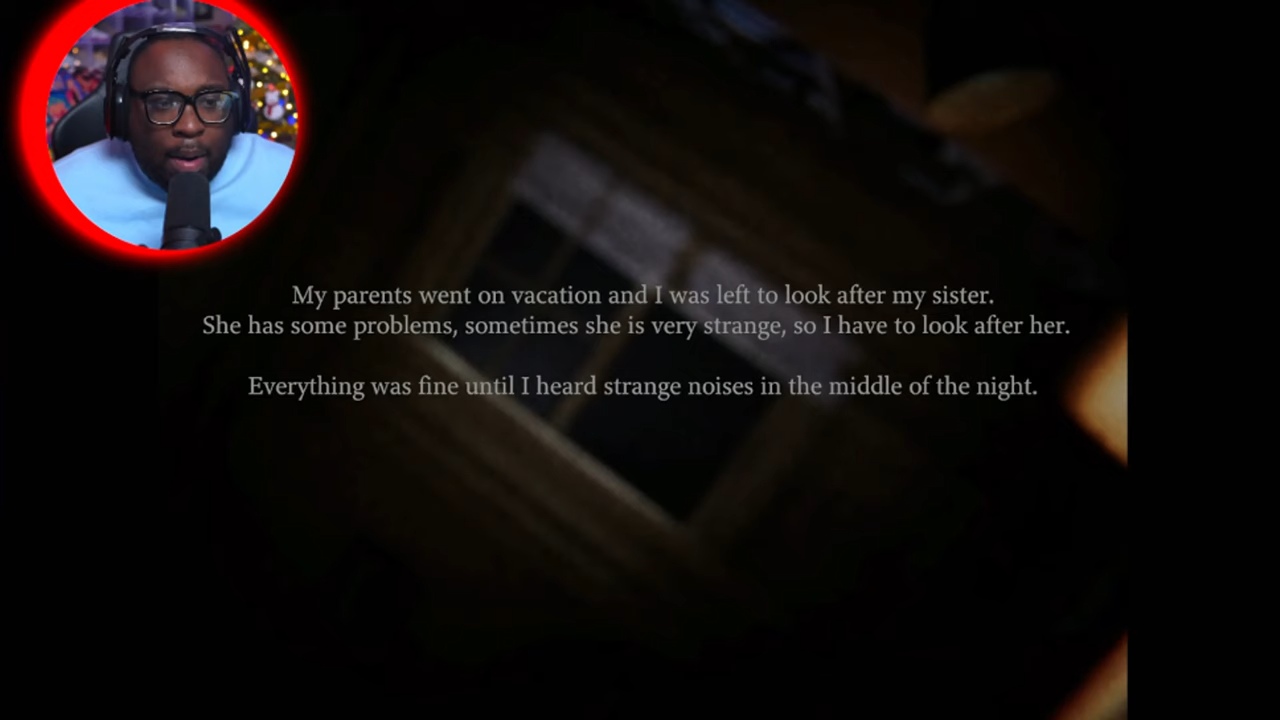 My parents went on vacation and I was left to look after my sister.
She has some problems, sometimes she is very strange, so I have to look after her.
Everything was fine until I heard strange noises in the middle of the night.